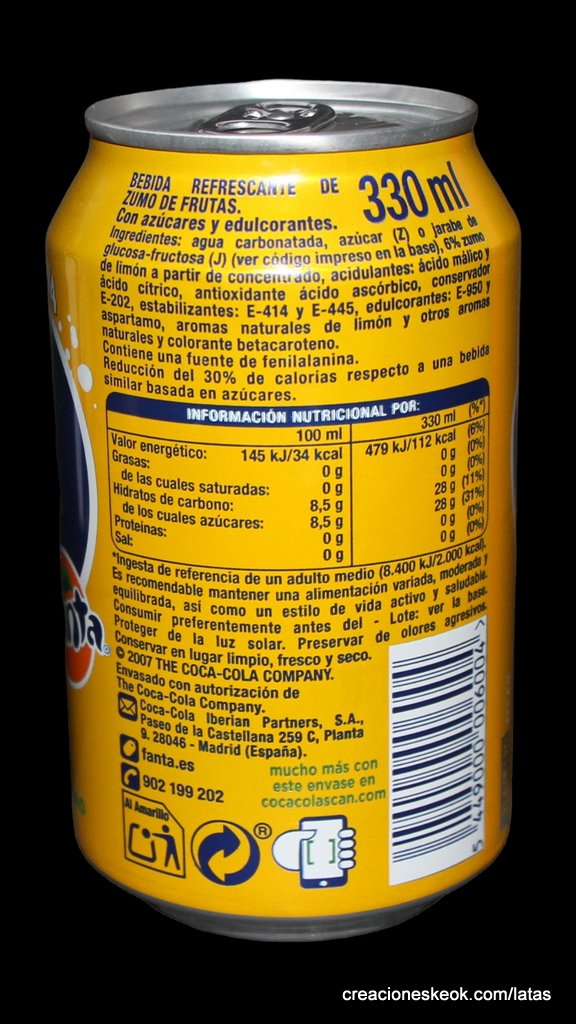 330 ml
BEBIDA REFRESCANTE DE
ZUMO DE FRUTAS.
Con azúcares y edulcorantes.
Ingredientes: agua carbonatada, azúcar (Z) o jarabe de
glucosa-fructosa (J) (ver código impreso en la base), 6% zumo
de limón a partir de concentrado, acidulantes: ácido málico y
ácido cítrico, antioxidante ácido ascórbico, conservador
E-202, estabilizantes: E-414 y E-445, edulcorantes: E-950 y
aspartamo, aromas naturales de limón y otros aromas
naturales y colorante betacaroteno.
Contiene una fuente de fenilalanina.
Reducción del 30% de calorías respecto a una bebida
similar basada en azúcares.
INFORMACIÓN NUTRICIONAL POR:
100 ml 330 ml (%*)
Valor energético: 145 kJ/34 kcal 479 kJ/112 kcal (6%)
Grasas: 0 g 0 g (0%)
de las cuales saturadas: 0 g 0 g (0%)
Hidratos de carbono: 8,5 g 28 g (11%)
de los cuales azúcares: 8,5 g 28 g (31%)
Proteínas: 0 g 0 g (0%)
Sal: 0 g 0 g (0%)
*Ingesta de referencia de un adulto medio (8.400 kJ/2.000 kcal).
Es recomendable mantener una alimentación variada, moderada y
equilibrada, así como un estilo de vida activo y saludable.
Consumir preferentemente antes del - Lote: ver la base.
Proteger de la luz solar. Preservar de olores agresivos.
Conservar en lugar limpio, fresco y seco.
© 2007 THE COCA-COLA COMPANY.
Envasado con autorización de
The Coca-Cola Company.
Coca-Cola Iberian Partners, S.A.,
Paseo de la Castellana 259 C, Planta
9. 28046 - Madrid (España).
fanta.es
902 199 202
mucho más con
este envase en
cocacolascan.com
Al Amarillo
®
5 449000 006004 >
creacioneskeok.com/latas